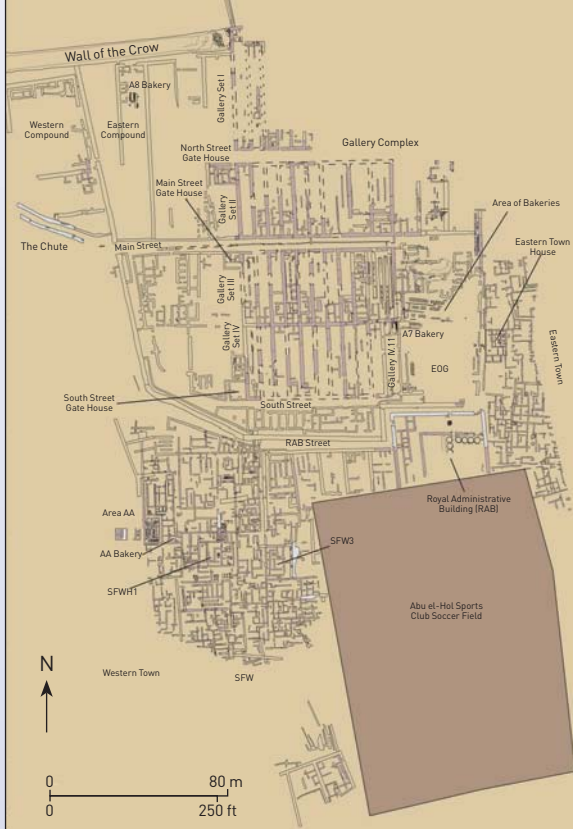 Wall of the Crow
A8 Bakery
Gallery Set I
Western
Compound
Eastern
Compound
North Street
Gate House
Gallery Complex
Main Street
Gate House
Gallery
Set II
Area of Bakeries
Eastern Town
House
The Chute
Main Street
Gallery
Set III
Gallery
Set IV
A7 Bakery
Gallery IV.11
EOG
Eastern Town
South Street
Gate House
South Street
RAB Street
Royal Administrative
Building (RAB)
Area AA
AA Bakery
SFW3
SFWH1
Abu el-Hol Sports
Club Soccer Field
N
Western Town
SFW
0 80 m
0 250 ft